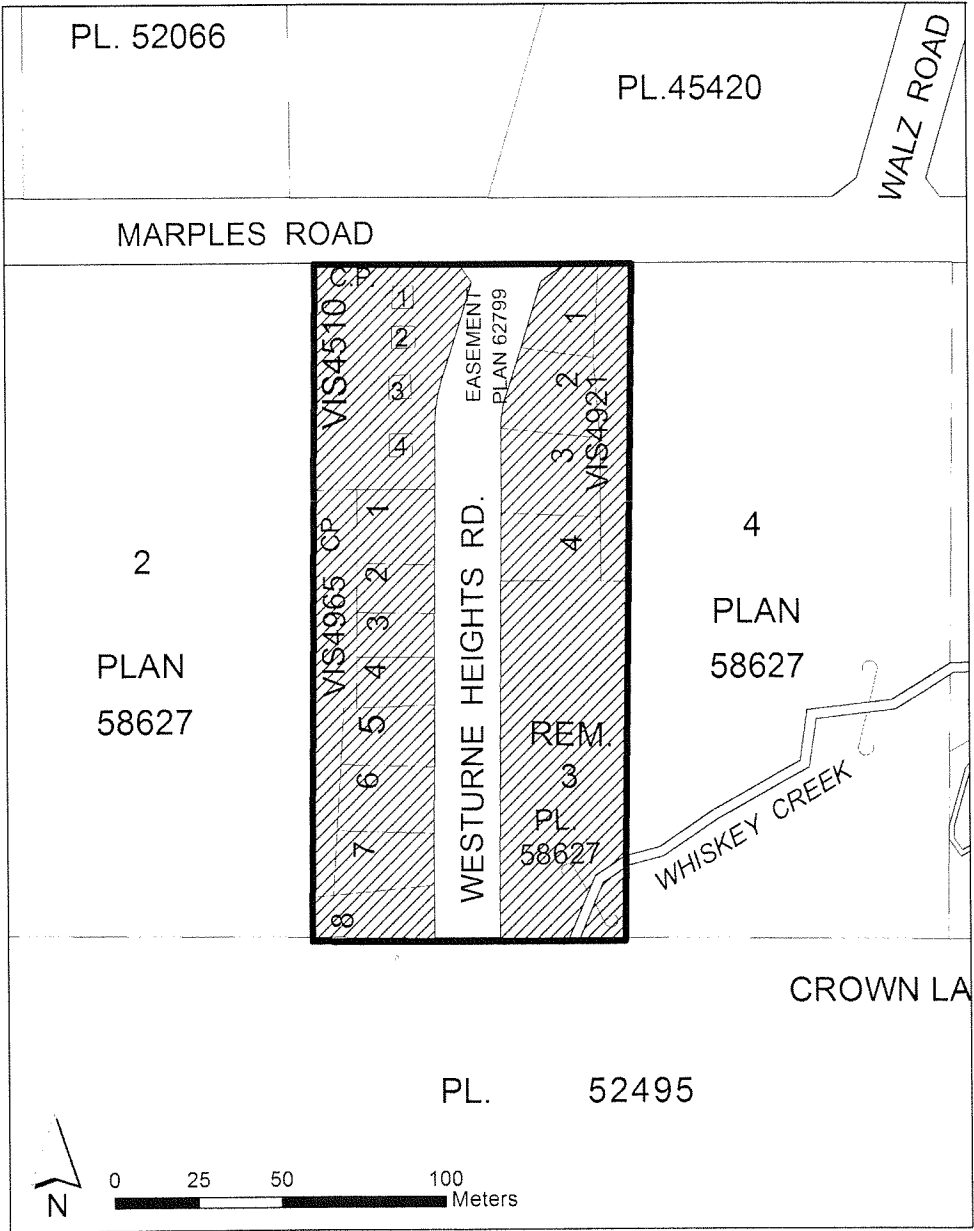 PL. 52066
PL.45420
WALZ ROAD
MARPLES ROAD
C.P.
VIS4510
1
2
3
4
EASEMENT
PLAN 62799
1
2
3
4
VIS4921
VIS4965 CP
1
2
3
4
5
6
7
8
WESTURNE HEIGHTS RD.
2
PLAN
58627
4
PLAN
58627
REM.
3
PL.
58627
WHISKEY CREEK
CROWN LA
PL. 52495
N
0 25 50 100
Meters